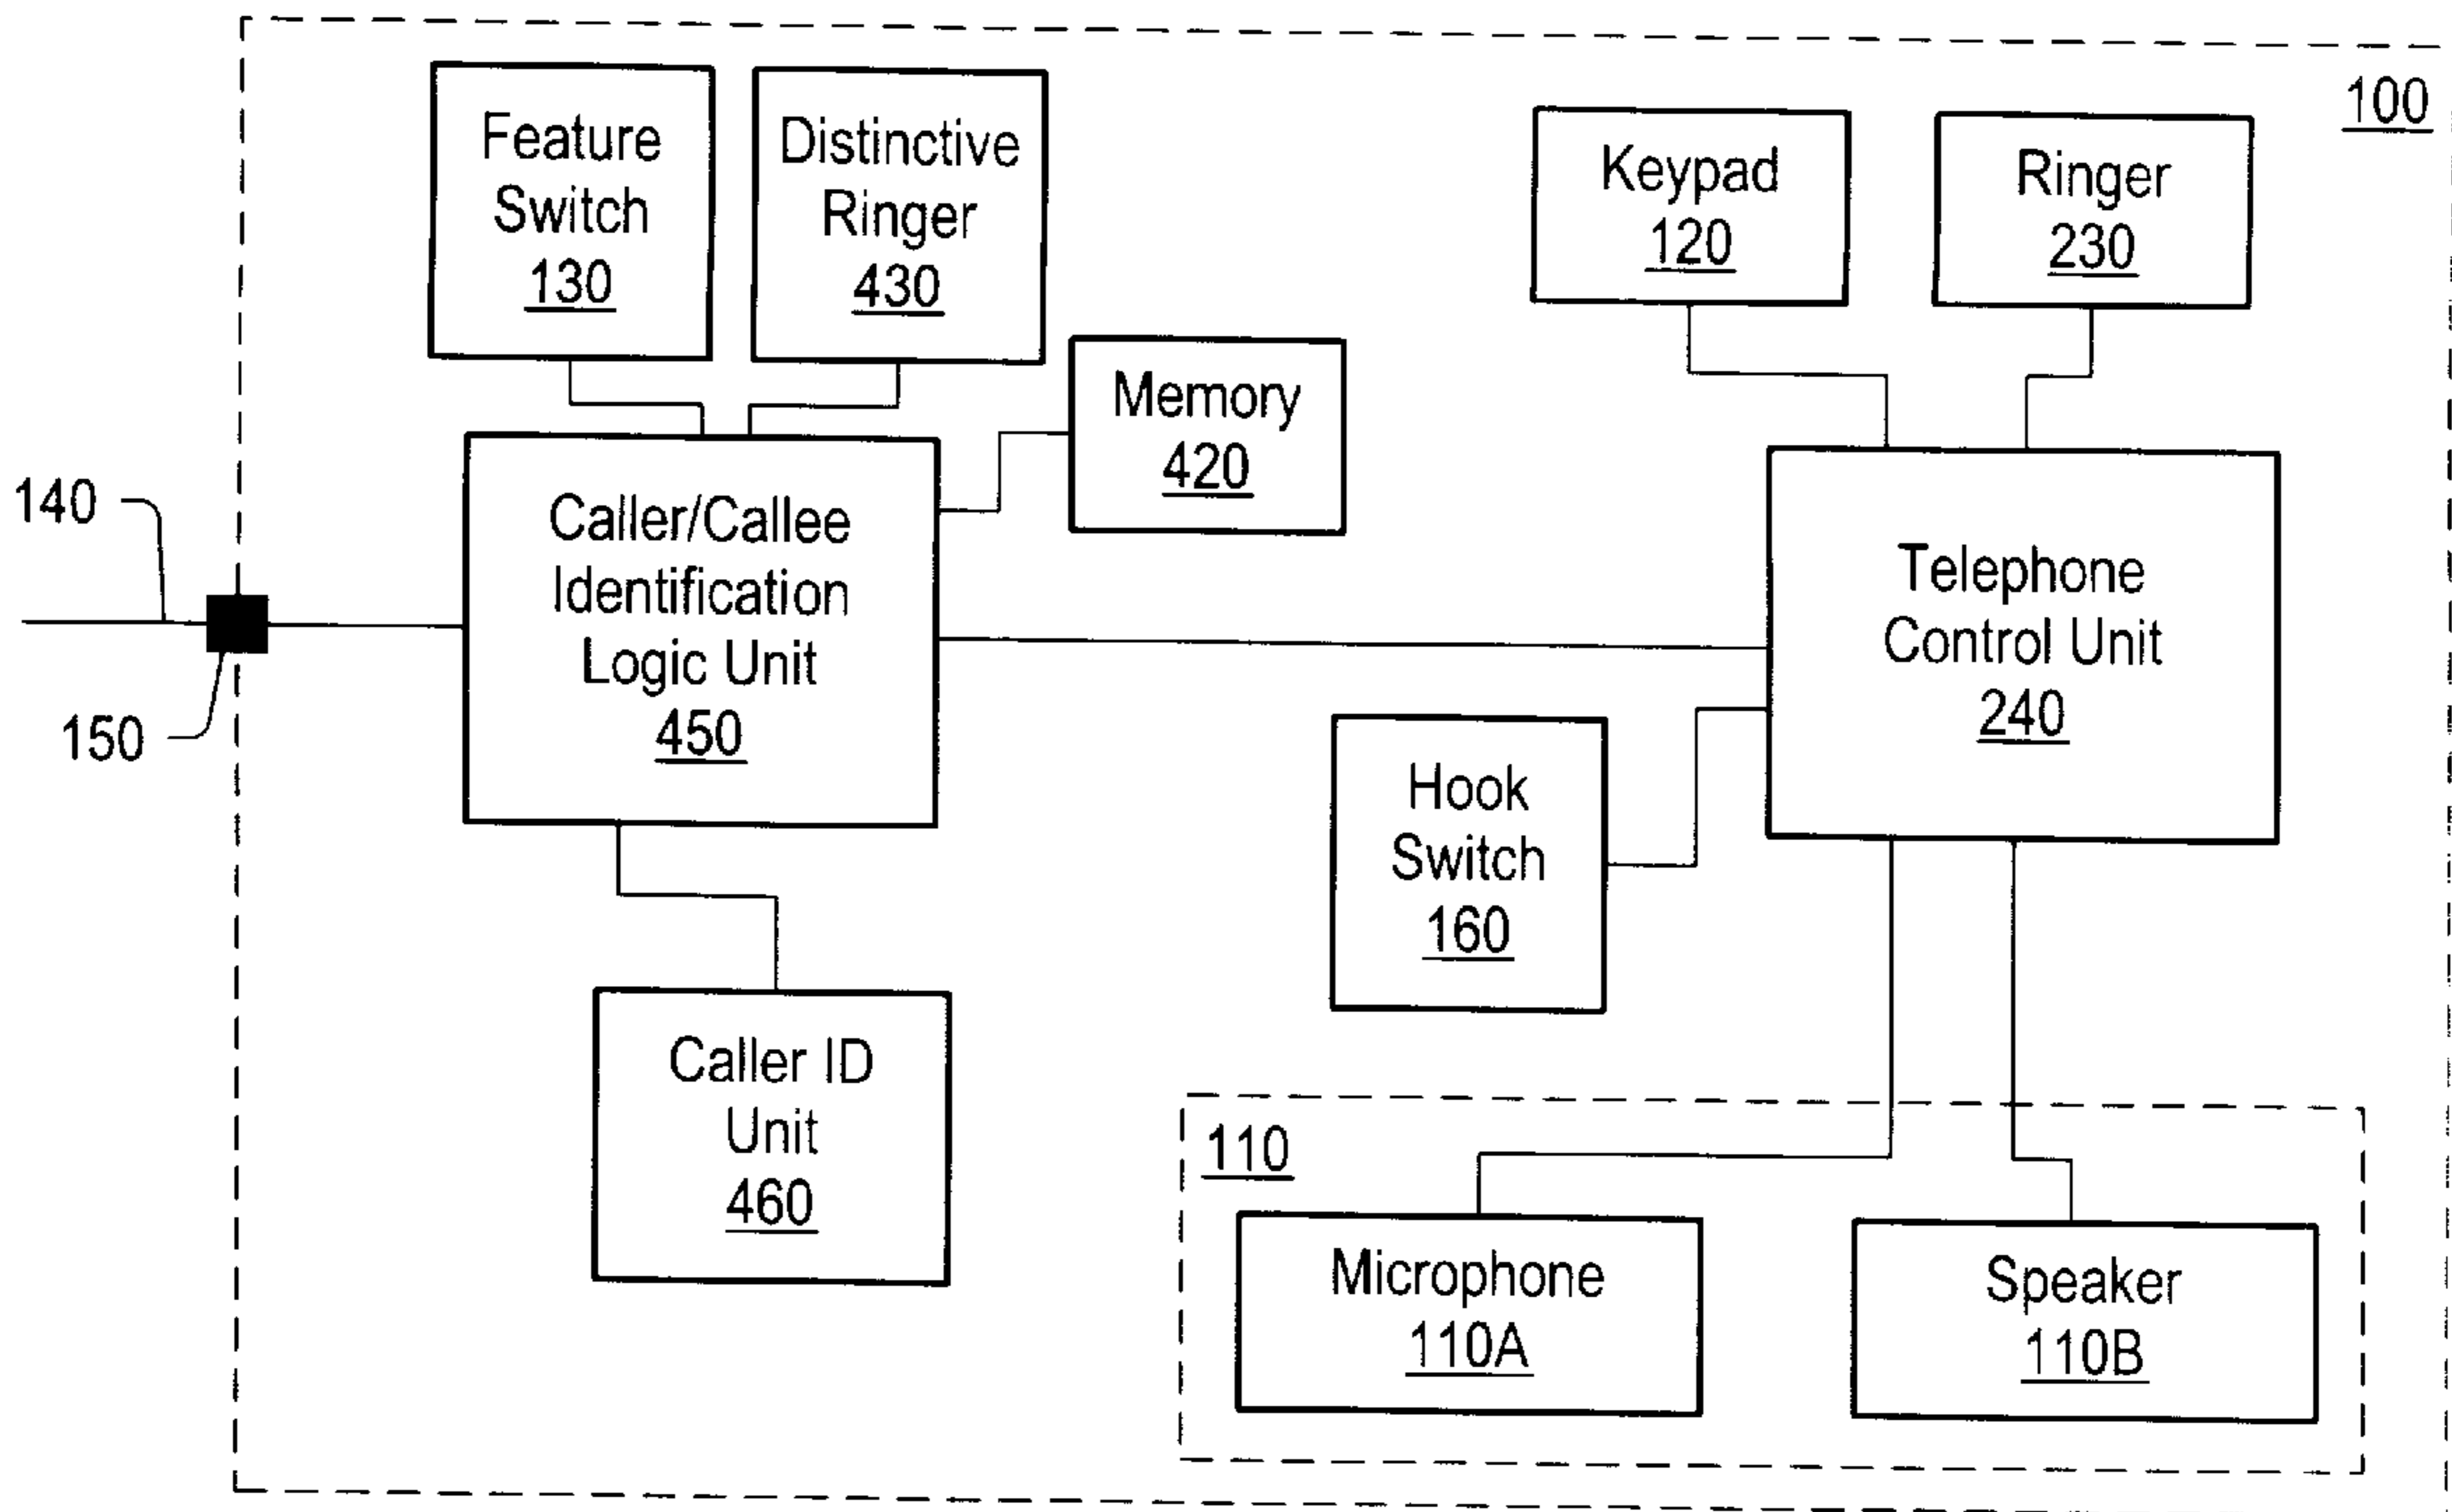 100
Feature
Switch
130
Distinctive
Ringer
430
Keypad
120
Ringer
230
Memory
420
140
150
Caller/Callee
Identification
Logic Unit
450
Telephone
Control Unit
240
Hook
Switch
160
Caller ID
Unit
460
110
Microphone
110A
Speaker
110B